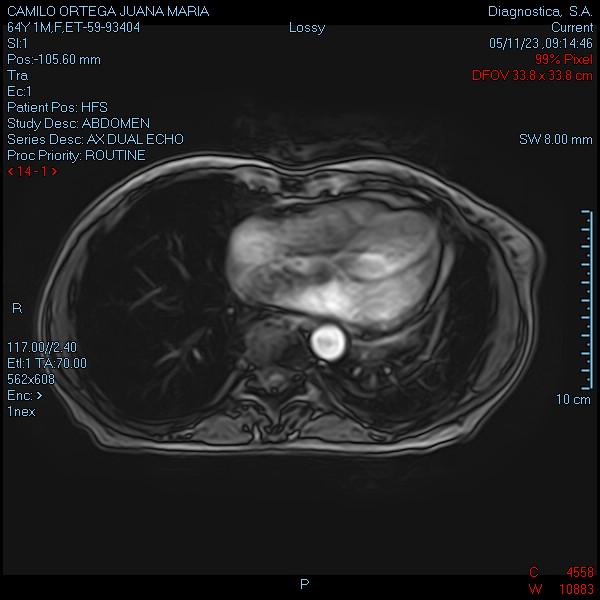 CAMILO ORTEGA JUANA MARIA
64Y 1M,F,ET-59-93404
Sl:1
Pos:-105.60 mm
Tra
Ec:1
Patient Pos: HFS
Study Desc: ABDOMEN
Series Desc: AX DUAL ECHO
Proc Priority: ROUTINE
< 14 - 1 >
Lossy
Diagnostica, S.A.
Current
05/11/23 ,09:14:46
99% Pixel
DFOV 33.8 x 33.8 cm
SW 8.00 mm
R
117.00//2.40
Etl:1 TA:70.00
562x608
Enc: >
1nex
10 cm
P
C 4558
W 10883